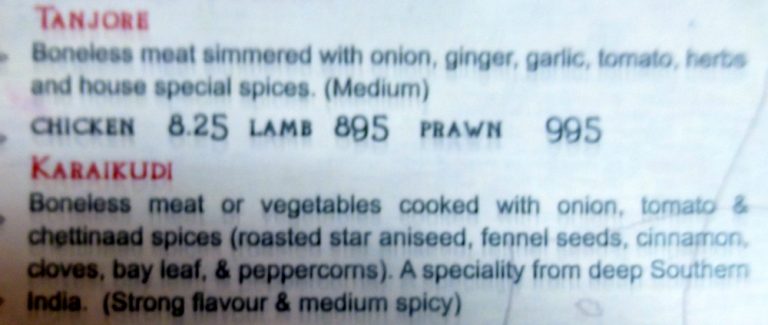 TANJORE
Boneless meat simmered with onion, ginger, garlic, tomato, herbs
and house special spices. (Medium)
CHICKEN 8.25 LAMB 895 PRAWN 995
KARAIKUDI
Boneless meat or vegetables cooked with onion, tomato &
chettinaad spices (roasted star aniseed, fennel seeds, cinnamon,
cloves, bay leaf, & peppercorns). A speciality from deep Southern
India. (Strong flavour & medium spicy)